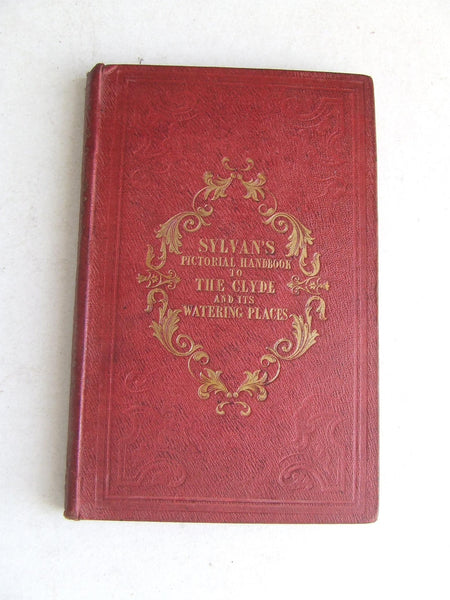 SYLVAN'S
PICTORIAL HANDBOOK
TO
THE CLYDE
AND ITS
WATERING PLACES